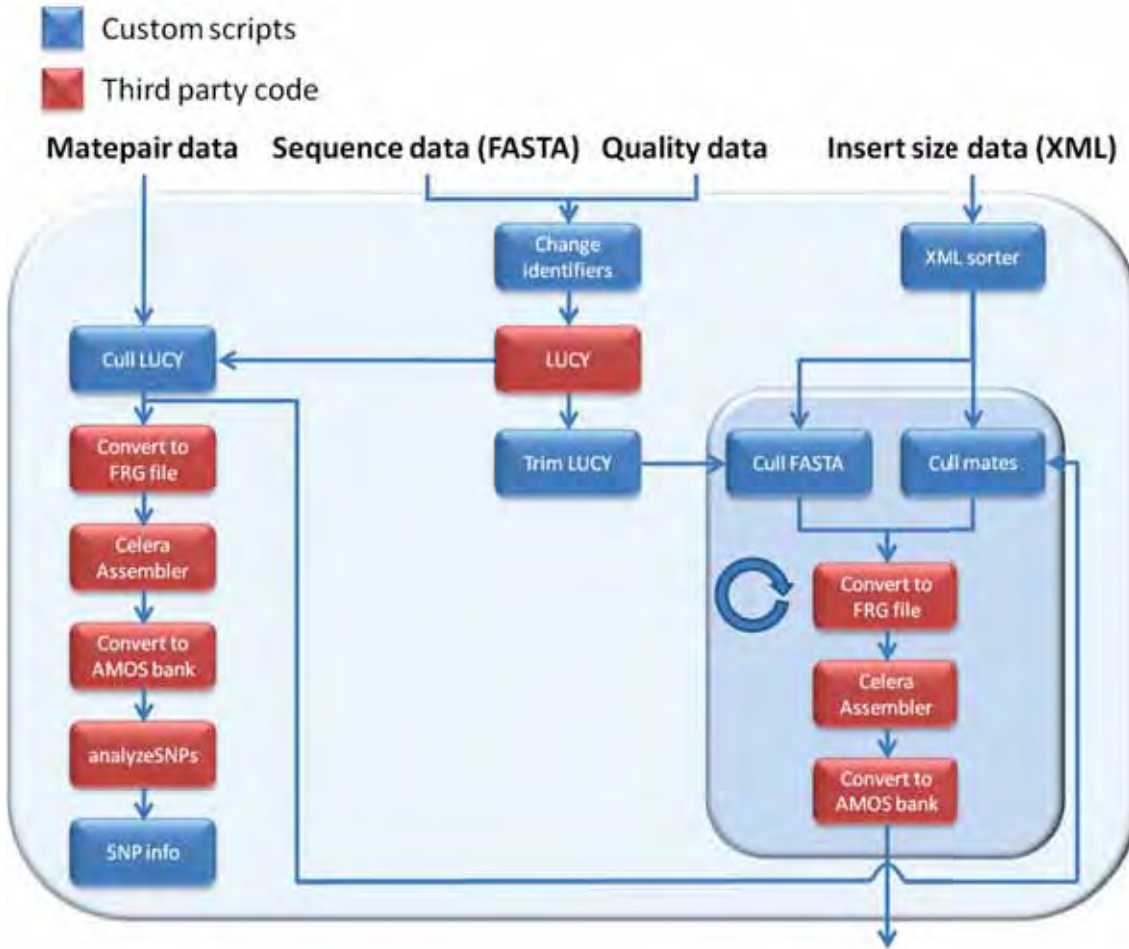 Custom scripts
Third party code
Matepair data
Sequence data (FASTA)
Quality data
Insert size data (XML)
Change
identifiers
XML sorter
Cull LUCY
LUCY
Convert to
FRG file
Trim LUCY
Cull FASTA
Cull mates
Celera
Assembler
Convert to
FRG file
Convert to
AMOS bank
Celera
Assembler
analyzeSNPs
Convert to
AMOS bank
SNP info